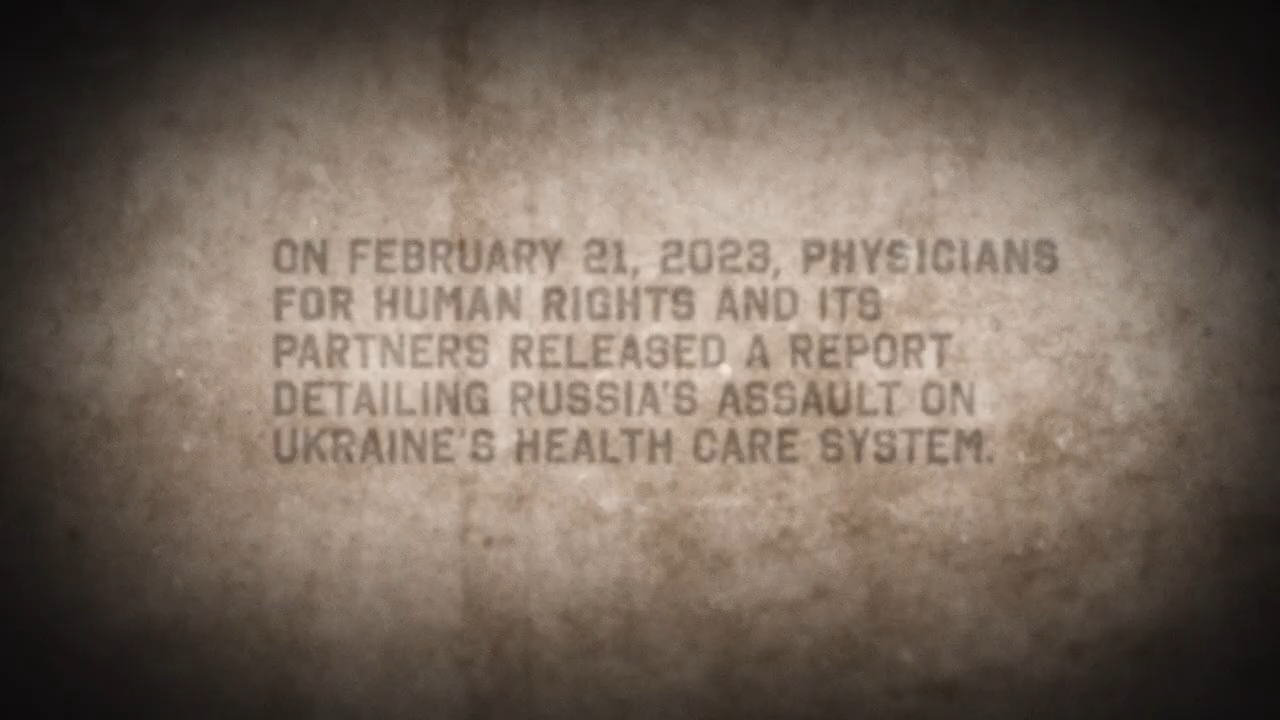 ON FEBRUARY 21, 2023, PHYSICIANS
FOR HUMAN RIGHTS AND ITS
PARTNERS RELEASED A REPORT
DETAILING RUSSIA'S ASSAULT ON
UKRAINE'S HEALTH CARE SYSTEM.